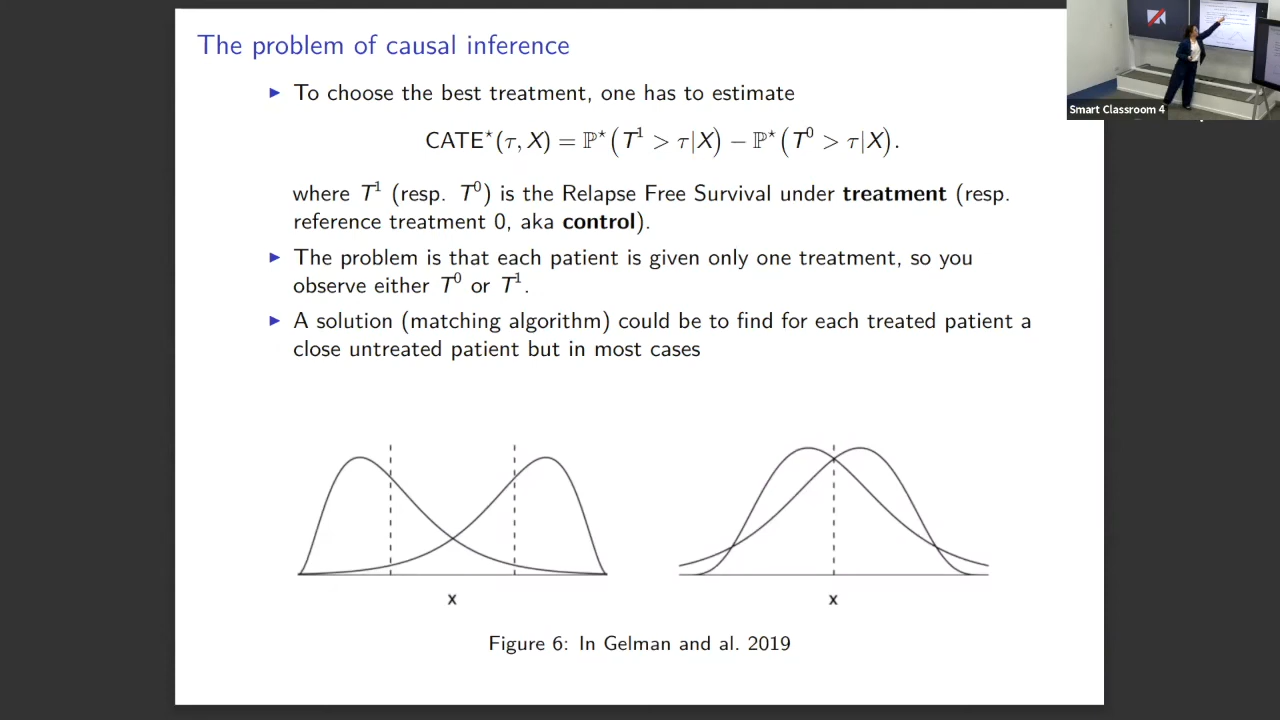 The problem of causal inference
▶ To choose the best treatment, one has to estimate
CATE⋆(τ, X) = ℙ⋆(T¹ > τ|X) − ℙ⋆(T⁰ > τ|X).
where T¹ (resp. T⁰) is the Relapse Free Survival under treatment (resp.
reference treatment 0, aka control).
▶ The problem is that each patient is given only one treatment, so you
observe either T⁰ or T¹.
▶ A solution (matching algorithm) could be to find for each treated patient a
close untreated patient but in most cases
x
x
Figure 6: In Gelman and al. 2019
Smart Classroom 4